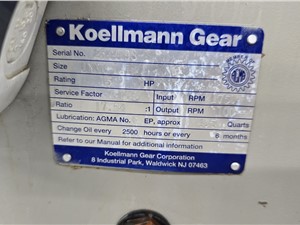 Koellmann Gear
Serial No.
Size
Rating HP
Service Factor Input RPM
Ratio :1 Output RPM
Lubrication: AGMA No. EP, approx Quarts
Change Oil every 2500 hours or every 6 months
Refer to our Manual for additional information
Koellmann Gear Corporation
8 Industrial Park, Waldwick NJ 07463